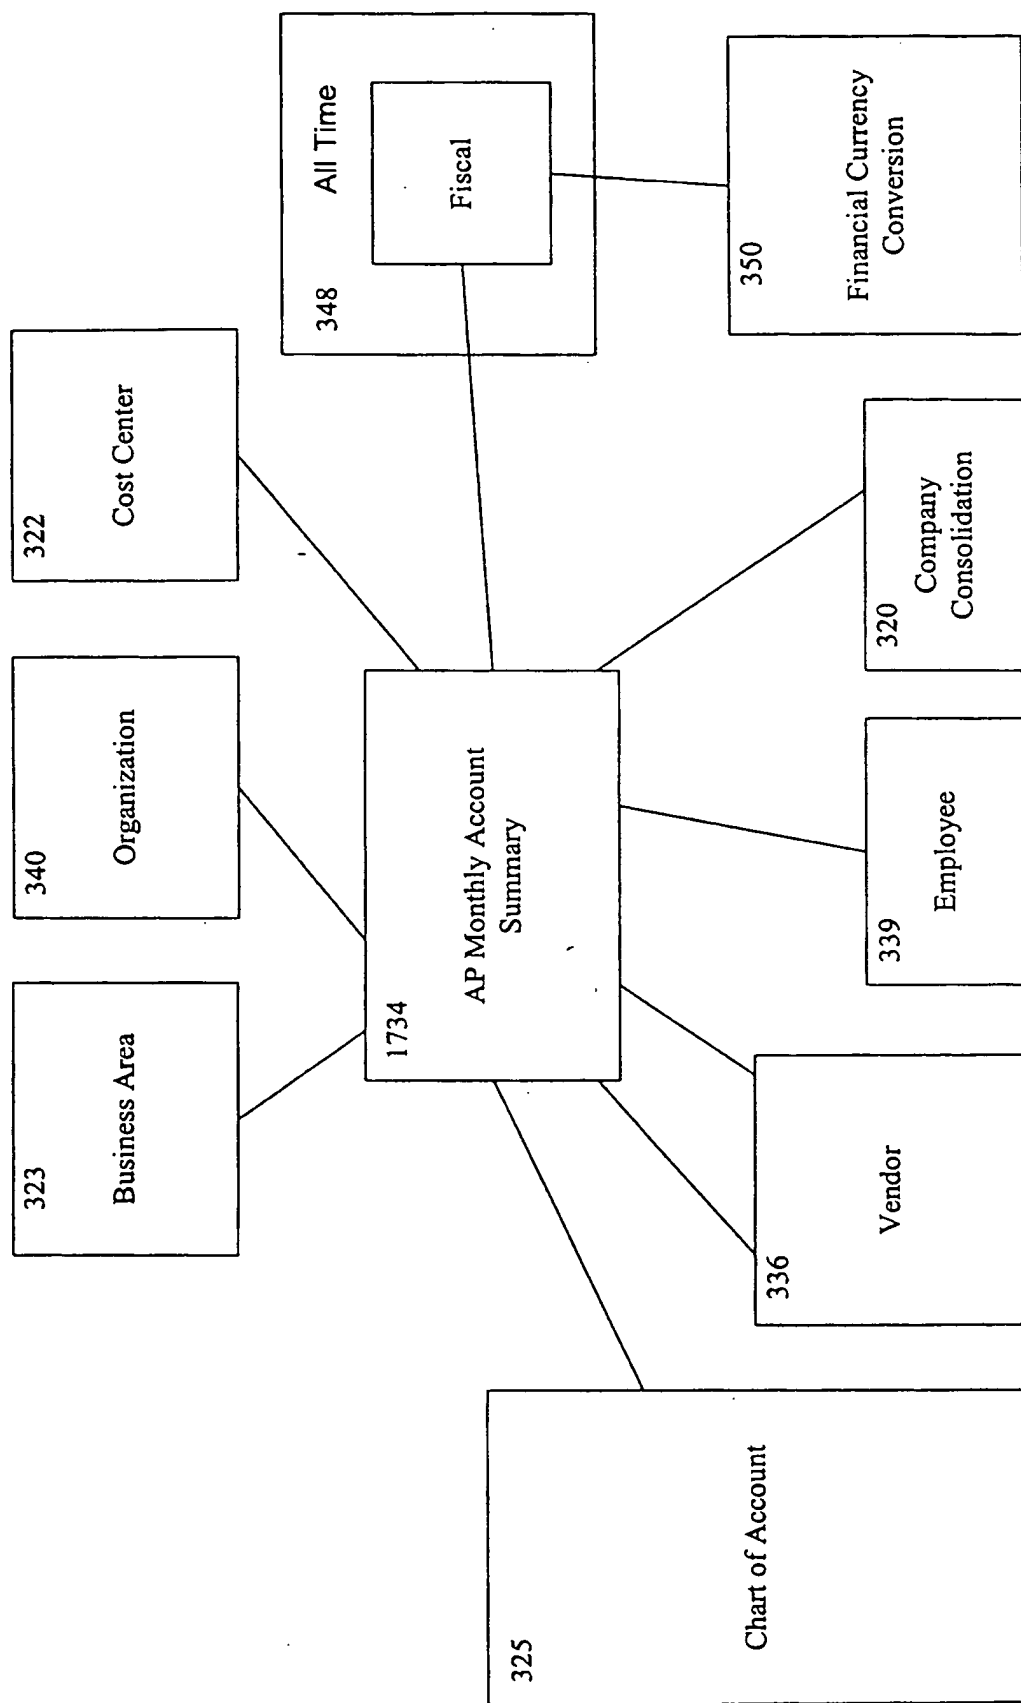 323
Business Area
340
Organization
322
Cost Center
1734
AP Monthly Account
Summary
348
All Time
Fiscal
325
Chart of Account
336
Vendor
339
Employee
320
Company
Consolidation
350
Financial Currency
Conversion